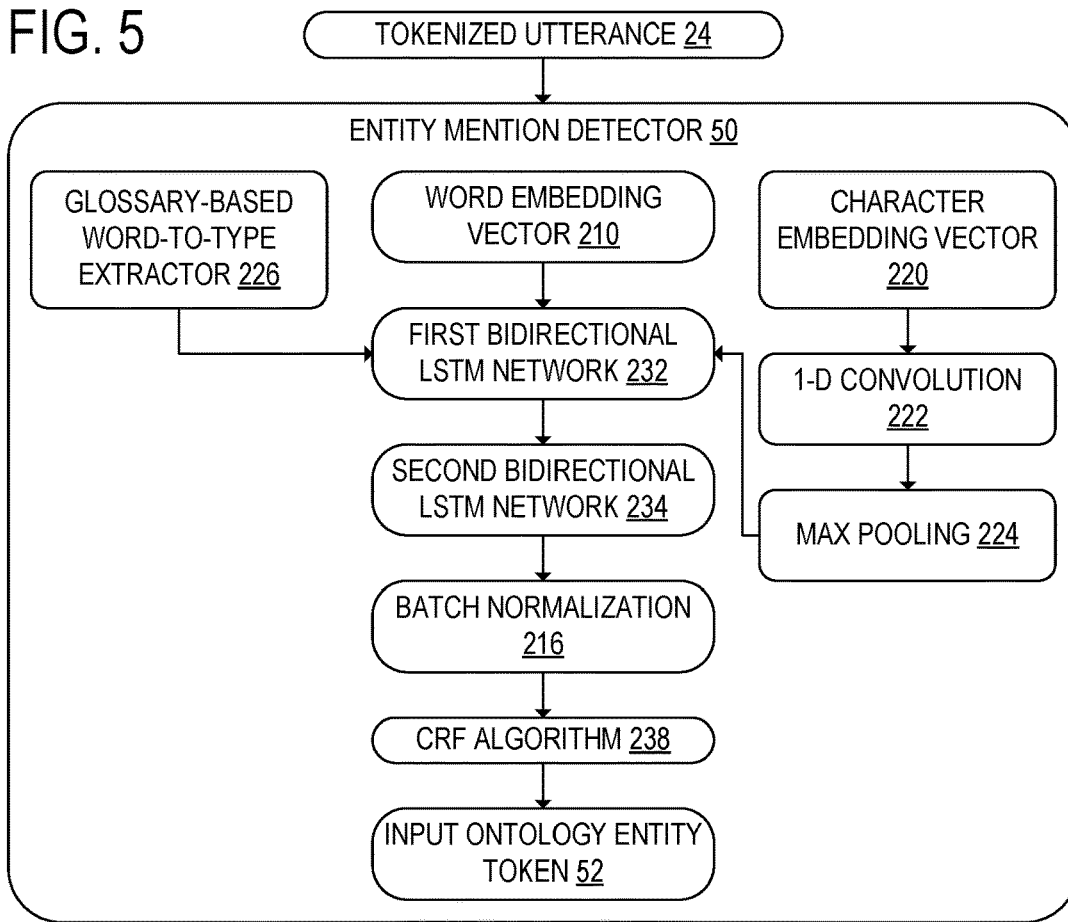 FIG. 5
TOKENIZED UTTERANCE 24
ENTITY MENTION DETECTOR 50
GLOSSARY-BASED
WORD-TO-TYPE
EXTRACTOR 226
WORD EMBEDDING
VECTOR 210
CHARACTER
EMBEDDING VECTOR
220
FIRST BIDIRECTIONAL
LSTM NETWORK 232
1-D CONVOLUTION
222
SECOND BIDIRECTIONAL
LSTM NETWORK 234
MAX POOLING 224
BATCH NORMALIZATION
216
CRF ALGORITHM 238
INPUT ONTOLOGY ENTITY
TOKEN 52